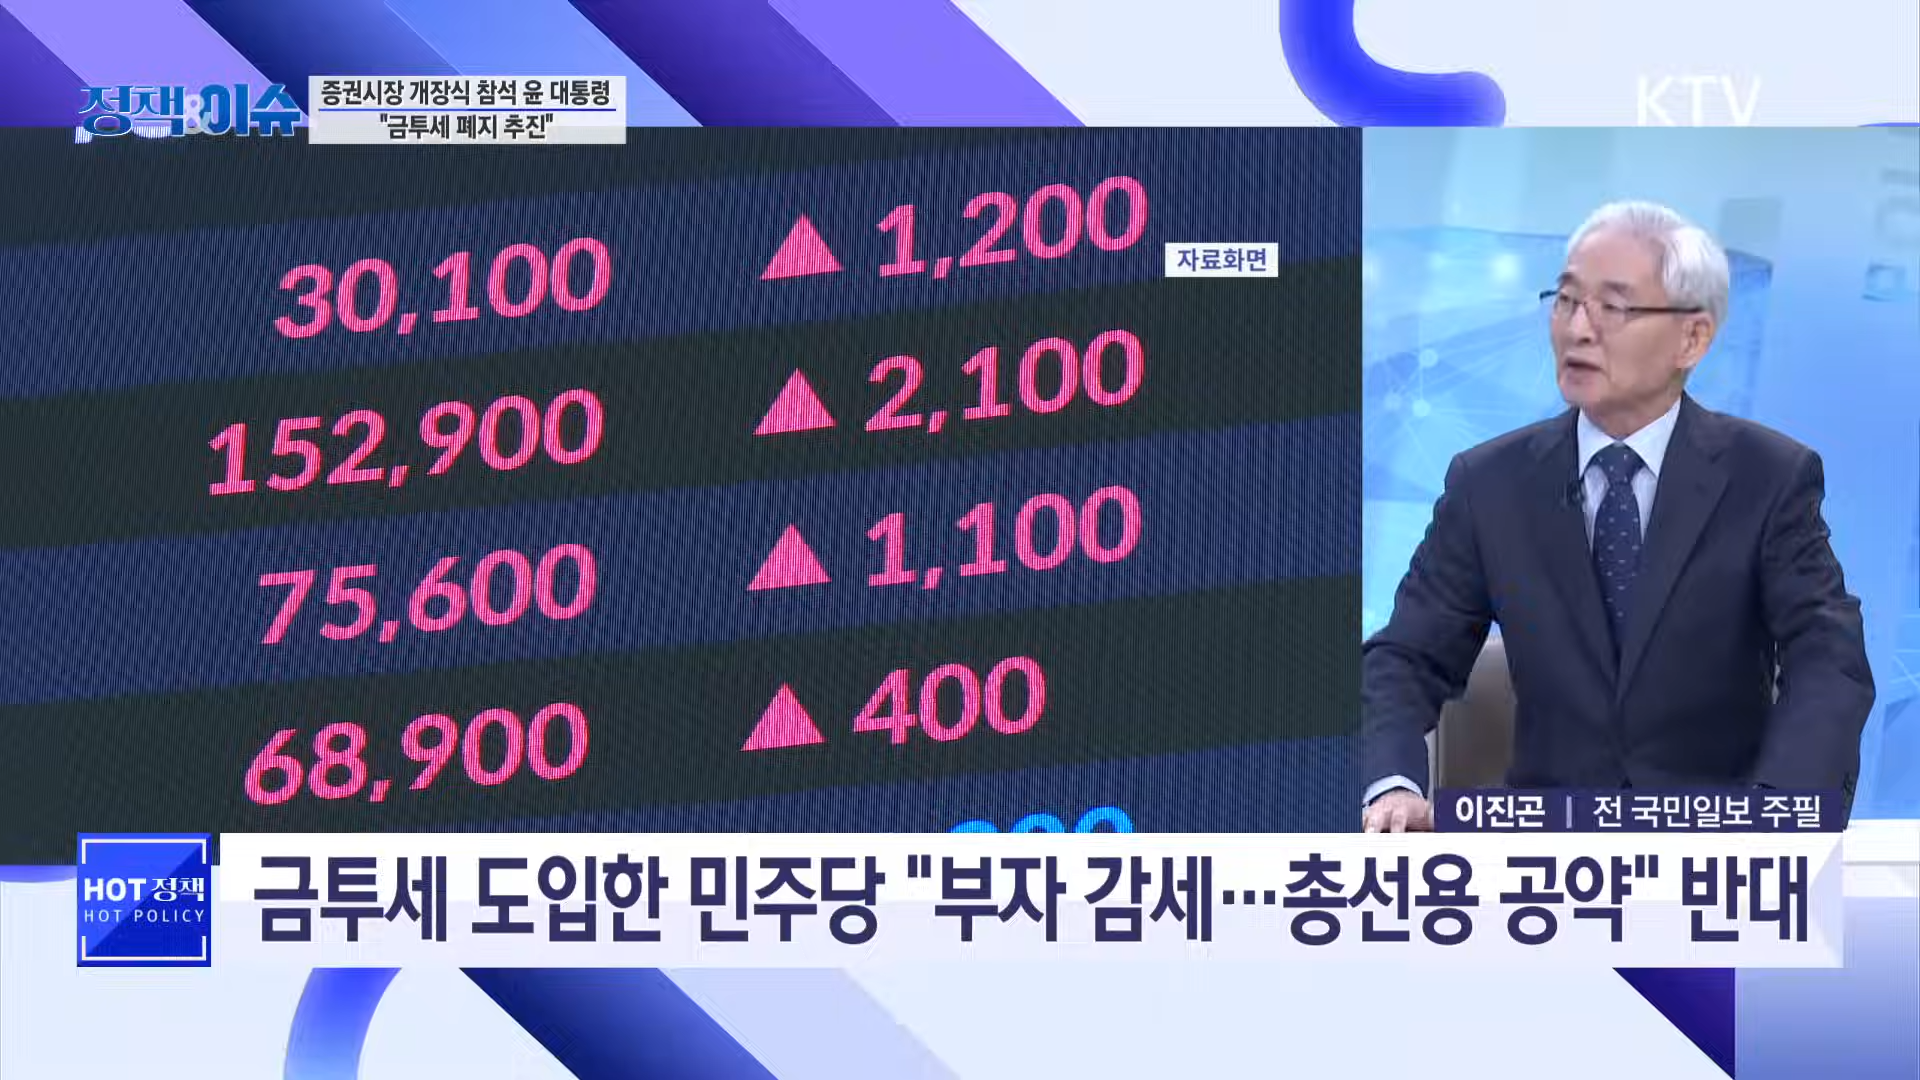 정책&이슈
증권시장 개장식 참석 윤 대통령
"금투세 폐지 추진"
KTV
30,100 ▲ 1,200
자료화면
152,900 ▲ 2,100
75,600 ▲ 1,100
68,900 ▲ 400
이진곤 | 전 국민일보 주필
HOT 정책
HOT POLICY
금투세 도입한 민주당 "부자 감세…총선용 공약" 반대